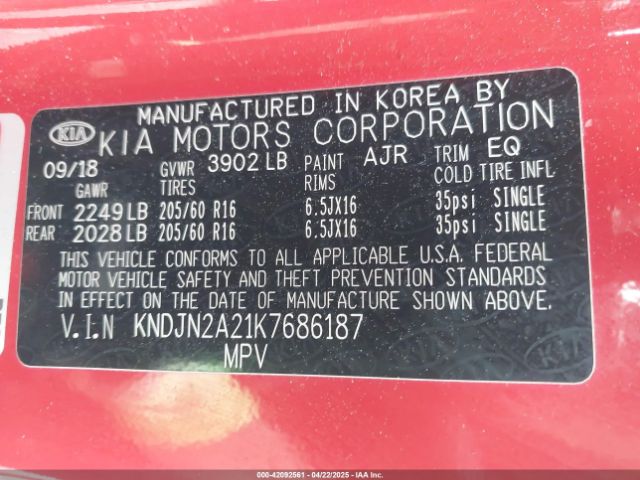 MANUFACTURED IN KOREA BY
KIA KIA MOTORS CORPORATION
09/18 GVWR 3902 LB PAINT AJR TRIM EQ
GAWR TIRES RIMS COLD TIRE INFL
FRONT 2249 LB 205/60 R16 6.5JX16 35psi SINGLE
REAR 2028 LB 205/60 R16 6.5JX16 35psi SINGLE
THIS VEHICLE CONFORMS TO ALL APPLICABLE U.S.A. FEDERAL
MOTOR VEHICLE SAFETY AND THEFT PREVENTION STANDARDS
IN EFFECT ON THE DATE OF MANUFACTURE SHOWN ABOVE.
V.I.N KNDJN2A21K7686187
MPV
000-42092561 - 04/22/2025 - IAAI.COM